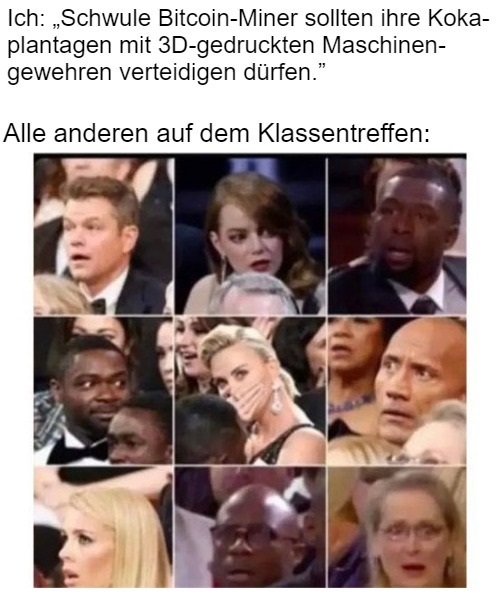 Ich: „Schwule Bitcoin-Miner sollten ihre Koka-
plantagen mit 3D-gedruckten Maschinen-
gewehren verteidigen dürfen.”
Alle anderen auf dem Klassentreffen: